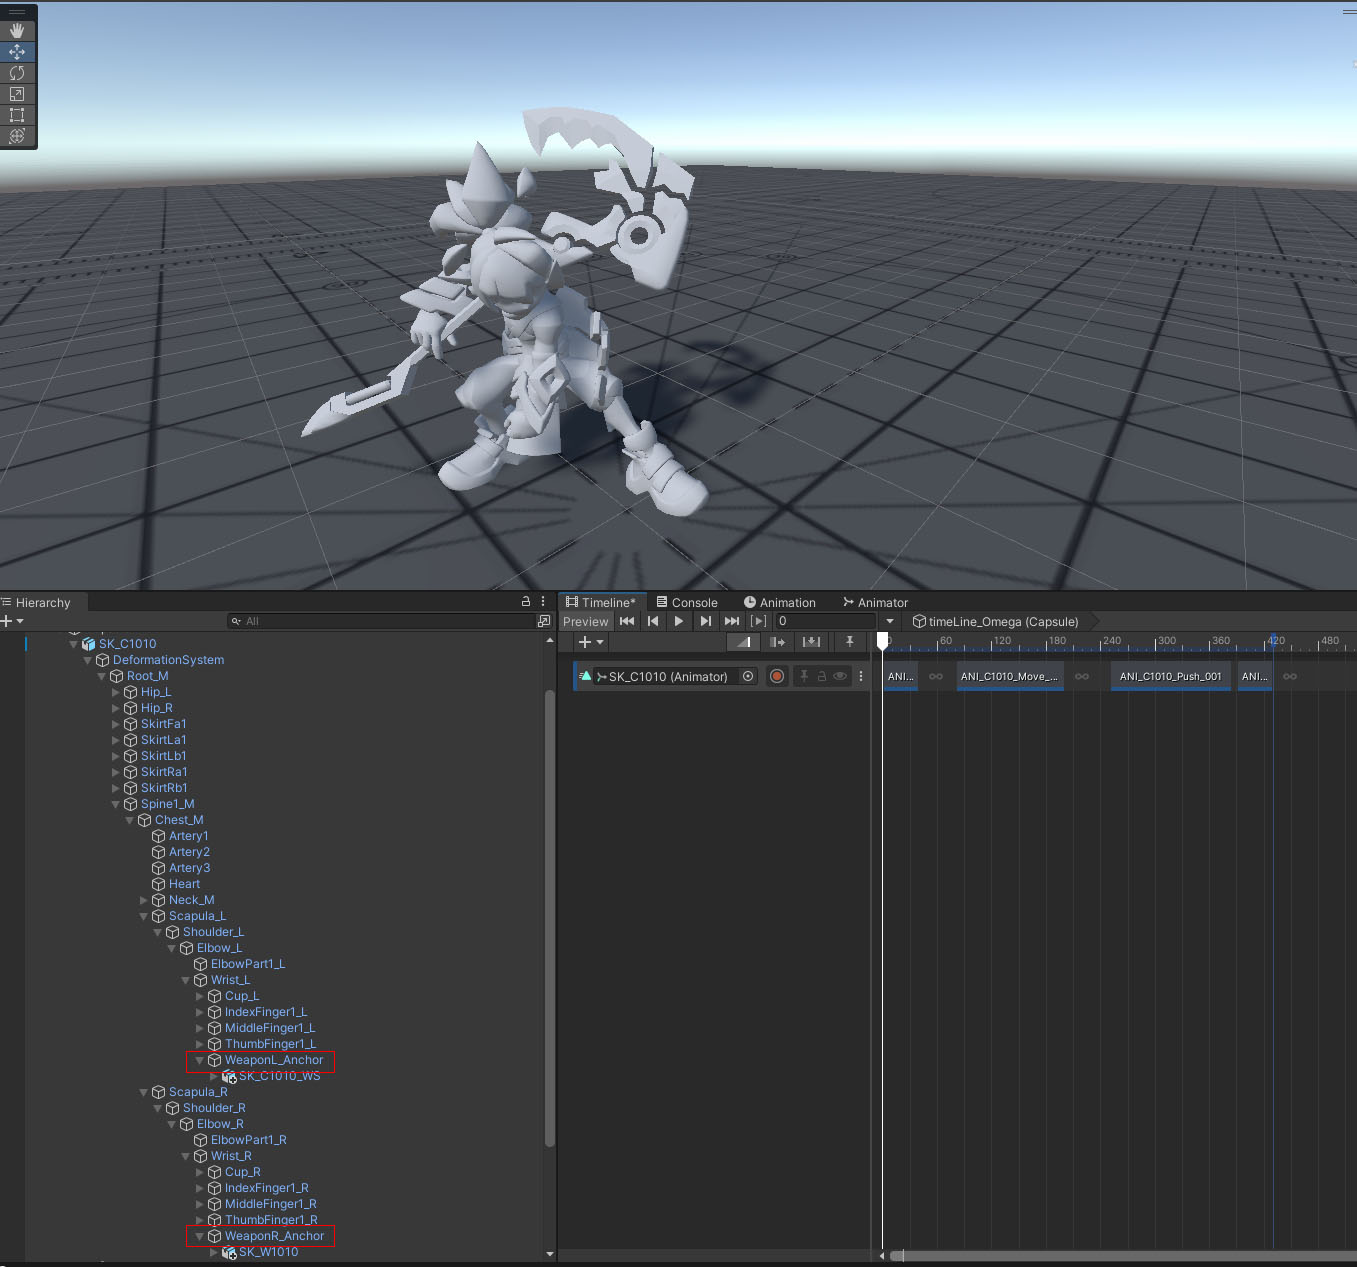 Hierarchy
All
SK_C1010
DeformationSystem
Root_M
Hip_L
Hip_R
SkirtFa1
SkirtLa1
SkirtLb1
SkirtRa1
SkirtRb1
Spine1_M
Chest_M
Artery1
Artery2
Artery3
Heart
Neck_M
Scapula_L
Shoulder_L
Elbow_L
ElbowPart1_L
Wrist_L
Cup_L
IndexFinger1_L
MiddleFinger1_L
ThumbFinger1_L
WeaponL_Anchor
SK_C1010_WS
Scapula_R
Shoulder_R
Elbow_R
ElbowPart1_R
Wrist_R
Cup_R
IndexFinger1_R
MiddleFinger1_R
ThumbFinger1_R
WeaponR_Anchor
SK_W1010
Timeline* Console Animation Animator
Preview 0 timeLine_Omega (Capsule)
60 120 180 240 300 360 420 480
SK_C1010 (Animator) ANI... ANI_C1010_Move_... ANI_C1010_Push_001 ANI...